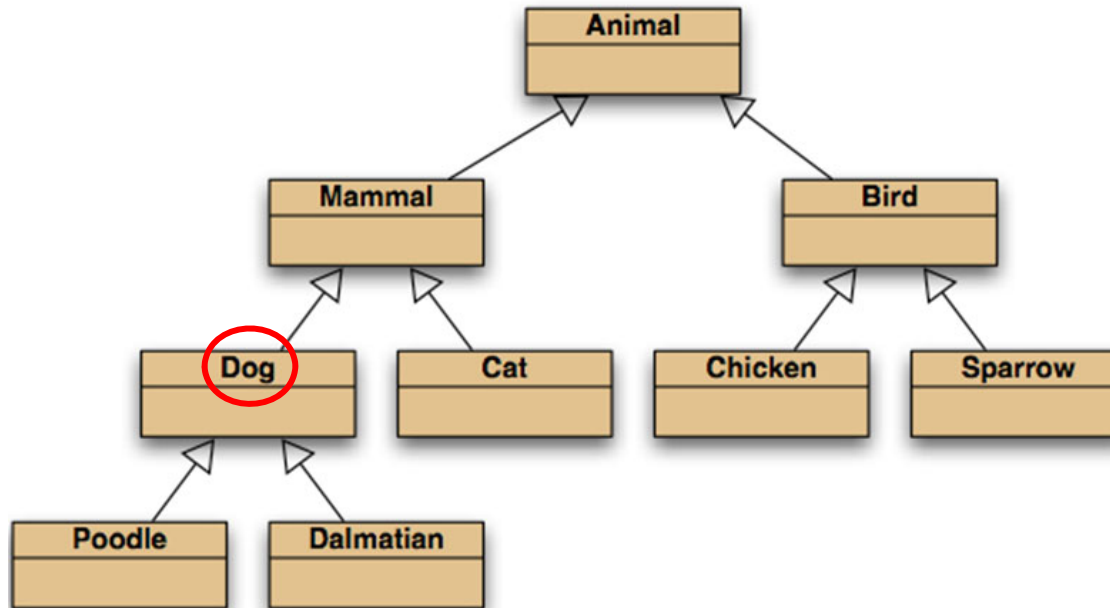 Animal
Mammal
Bird
Dog
Cat
Chicken
Sparrow
Poodle
Dalmatian